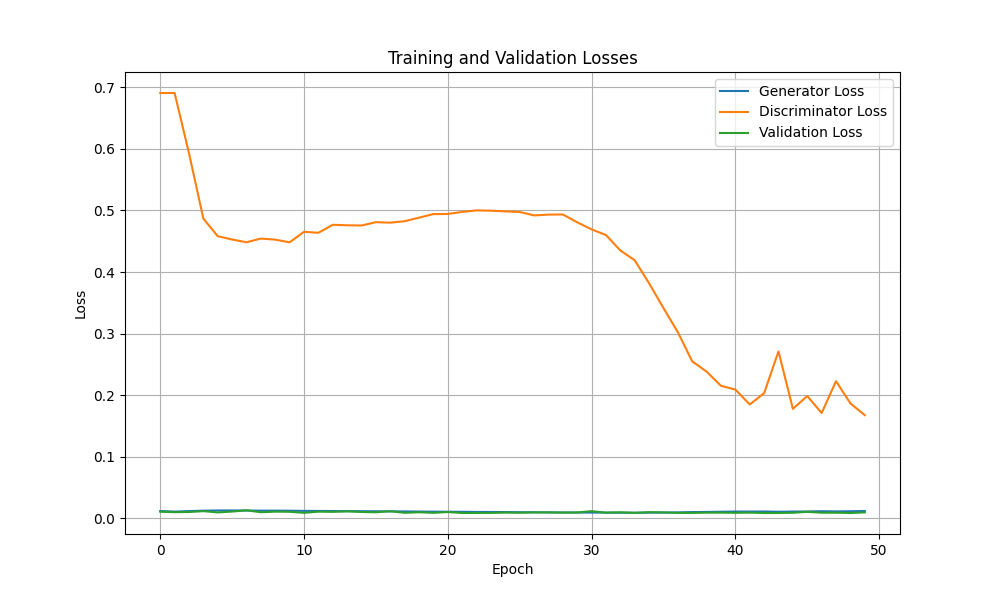 Training and Validation Losses
Generator Loss
Discriminator Loss
Validation Loss
0.7
0.6
0.5
0.4
0.3
0.2
0.1
0.0
Loss
0 10 20 30 40 50
Epoch